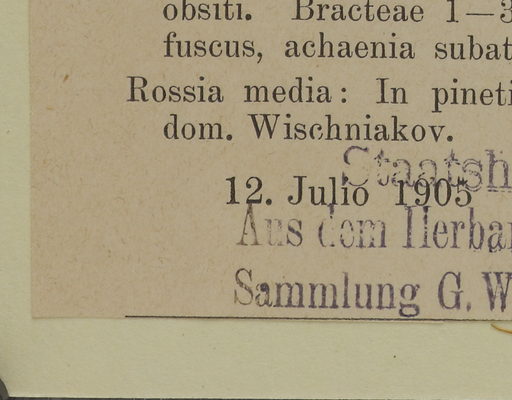 obsiti. Bracteae 1—3
fuscus, achaenia subat
Rossia media: In pineti
dom. Wischniakov.
Staatsh
12. Julio 1905
Aus dem Herbar
Sammlung G. W